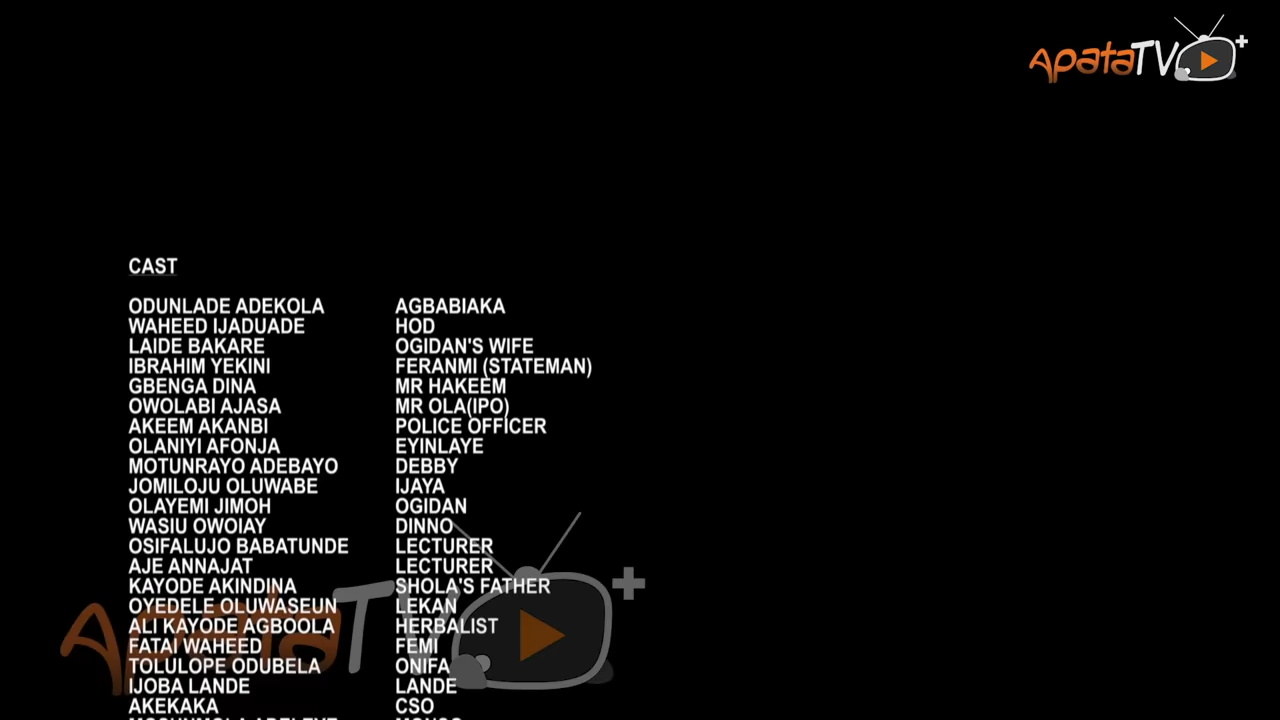 ApataTV+
CAST
ODUNLADE ADEKOLA AGBABIAKA
WAHEED IJADUADE HOD
LAIDE BAKARE OGIDAN'S WIFE
IBRAHIM YEKINI FERANMI (STATEMAN)
GBENGA DINA MR HAKEEM
OWOLABI AJASA MR OLA(IPO)
AKEEM AKANBI POLICE OFFICER
OLANIYI AFONJA EYINLAYE
MOTUNRAYO ADEBAYO DEBBY
JOMILOJU OLUWABE IJAYA
OLAYEMI JIMOH OGIDAN
WASIU OWOIAY DINNO
OSIFALUJO BABATUNDE LECTURER
AJE ANNAJAT LECTURER
KAYODE AKINDINA SHOLA'S FATHER
OYEDELE OLUWASEUN LEKAN
ALI KAYODE AGBOOLA HERBALIST
FATAI WAHEED FEMI
TOLULOPE ODUBELA ONIFA
IJOBA LANDE LANDE
AKEKAKA CSO
ApataTV+